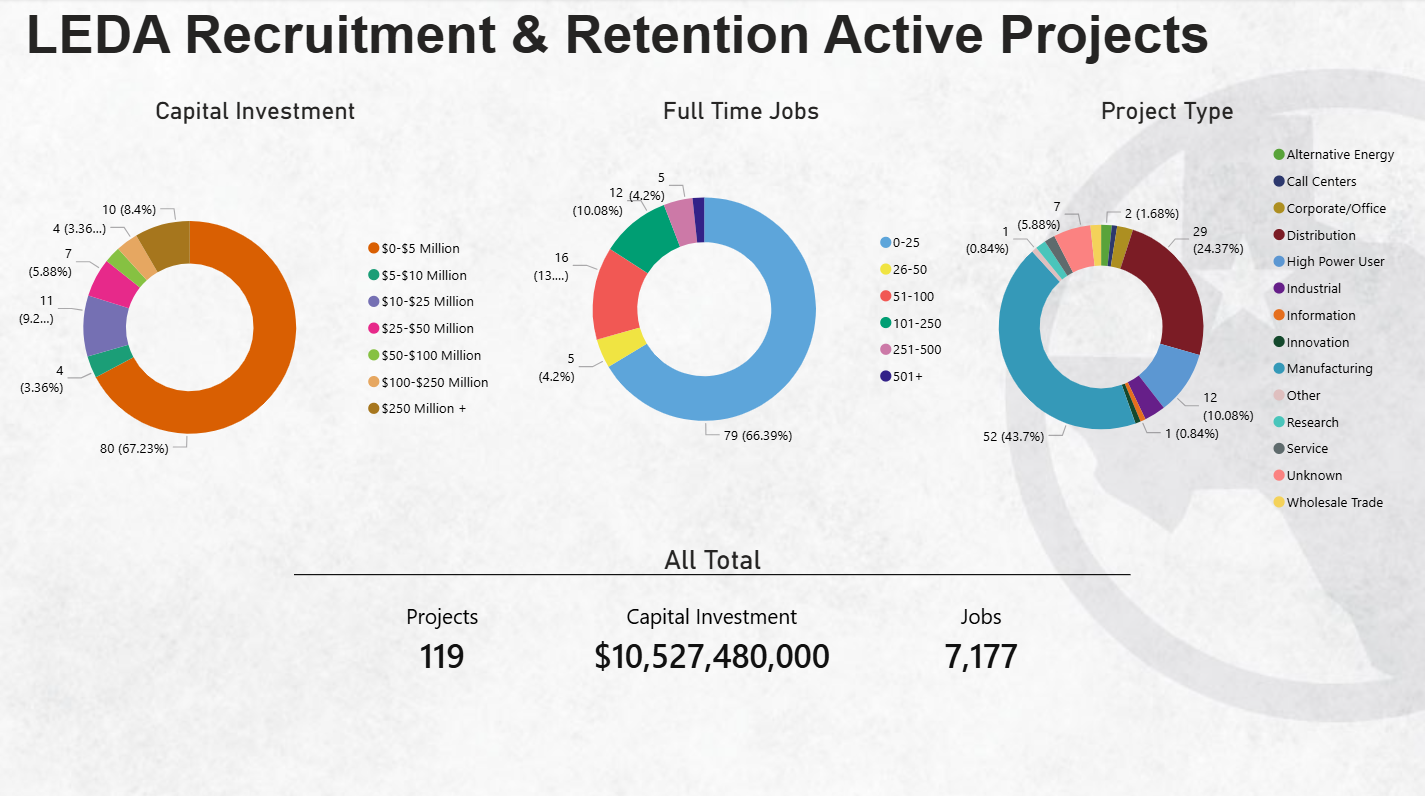 LEDA Recruitment & Retention Active Projects
Capital Investment
10 (8.4%)
4 (3.36...)
7
(5.88%)
11
(9.2...)
4
(3.36%)
80 (67.23%)
$0-$5 Million
$5-$10 Million
$10-$25 Million
$25-$50 Million
$50-$100 Million
$100-$250 Million
$250 Million +
Full Time Jobs
5
(4.2%)
12
(10.08%)
16
(13....)
5
(4.2%)
79 (66.39%)
0-25
26-50
51-100
101-250
251-500
501+
Project Type
7
(5.88%)
2 (1.68%)
1
(0.84%)
29
(24.37%)
12
(10.08%)
1 (0.84%)
52 (43.7%)
Alternative Energy
Call Centers
Corporate/Office
Distribution
High Power User
Industrial
Information
Innovation
Manufacturing
Other
Research
Service
Unknown
Wholesale Trade
All Total
Projects
119
Capital Investment
$10,527,480,000
Jobs
7,177